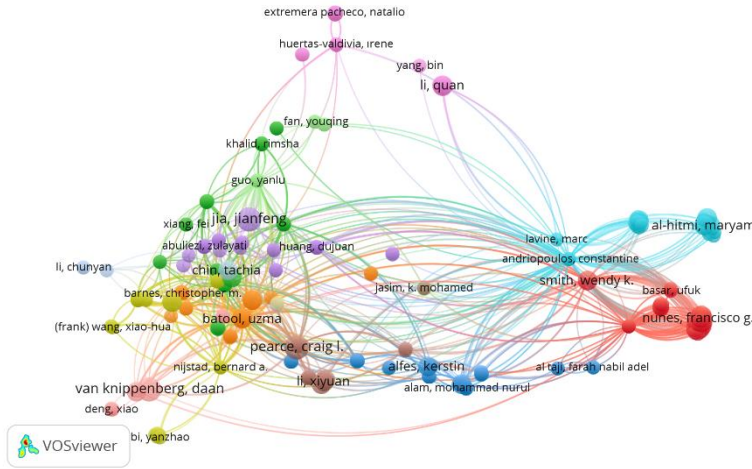 extremera pacheco, natalio
huertas-valdivia, irene
yang, bin
li, quan
fan, youqing
khalid, rimsha
guo, yanlu
xiang, fei
jia, jianfeng
al-hitmi, maryam
abuliezi, zulayati
huang, dujuan
lavine, marc
li, chunyan
chin, tachia
andriopoulos, constantine
smith, wendy k.
barnes, christopher m.
jasim, k. mohamed
basar, ufuk
batool, uzma
nunes, francisco g.
(frank) wang, xiao-hua
pearce, craig l.
nijstad, bernard a.
alfes, kerstin
al taji, farah nabil adel
li, xiyuan
van knippenberg, daan
alam, mohammad nurul
deng, xiao
bi, yanzhao
VOSviewer